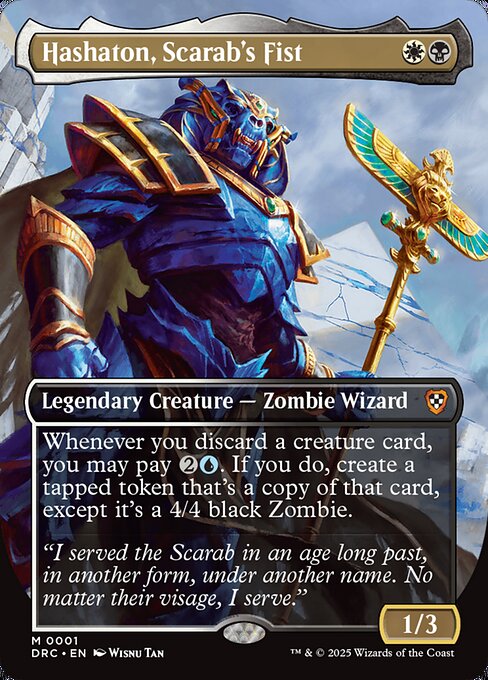 Hashaton, Scarab's Fist
Legendary Creature — Zombie Wizard
Whenever you discard a creature card,
you may pay 2. If you do, create a
tapped token that's a copy of that card,
except it's a 4/4 black Zombie.
“I served the Scarab in an age long past,
in another form, under another name. No
matter their visage, I serve.”
1/3
M 0001
DRC • EN Wisnu Tan
™ & © 2025 Wizards of the Coast